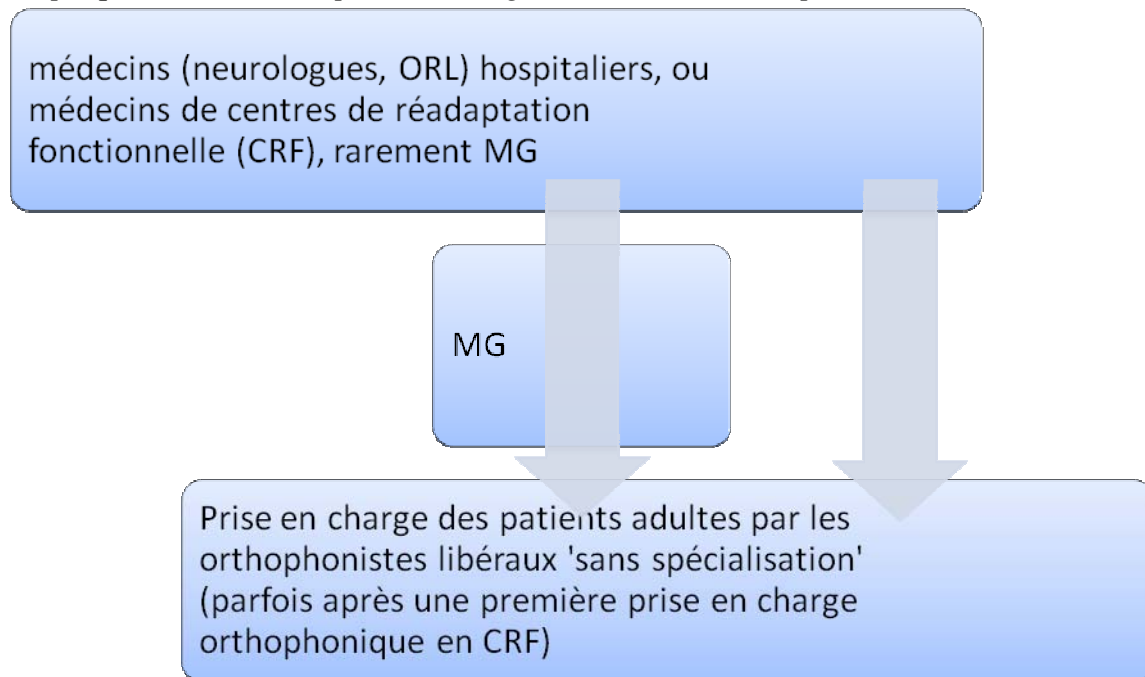 médecins (neurologues, ORL) hospitaliers, ou
médecins de centres de réadaptation
fonctionnelle (CRF), rarement MG
MG
Prise en charge des patients adultes par les
orthophonistes libéraux 'sans spécialisation'
(parfois après une première prise en charge
orthophonique en CRF)